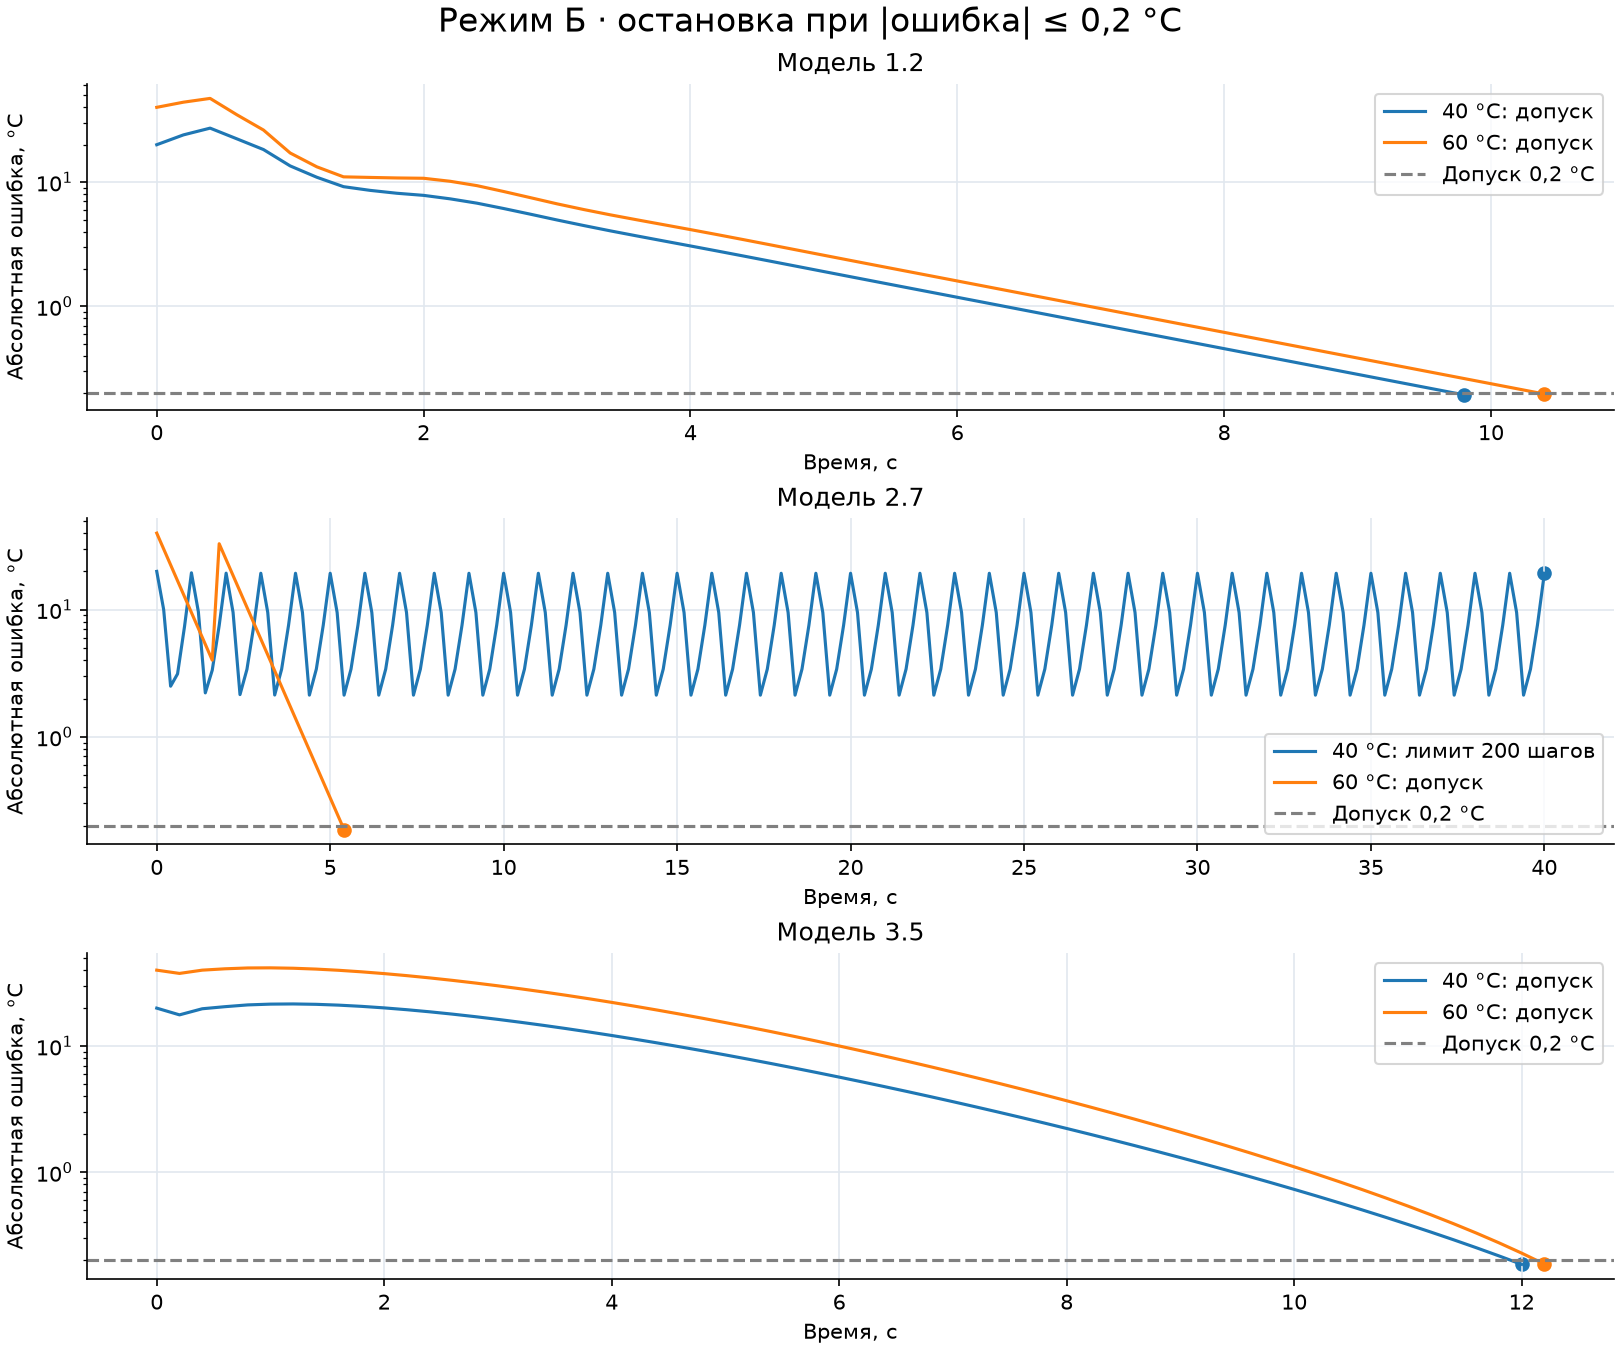 Режим Б · остановка при |ошибка| ≤ 0,2 °C
Модель 1.2
Абсолютная ошибка, °C
10¹
10⁰
40 °C: допуск
60 °C: допуск
Допуск 0,2 °C
0 2 4 6 8 10
Время, с
Модель 2.7
Абсолютная ошибка, °C
10¹
10⁰
40 °C: лимит 200 шагов
60 °C: допуск
Допуск 0,2 °C
0 5 10 15 20 25 30 35 40
Время, с
Модель 3.5
Абсолютная ошибка, °C
10¹
10⁰
40 °C: допуск
60 °C: допуск
Допуск 0,2 °C
0 2 4 6 8 10 12
Время, с